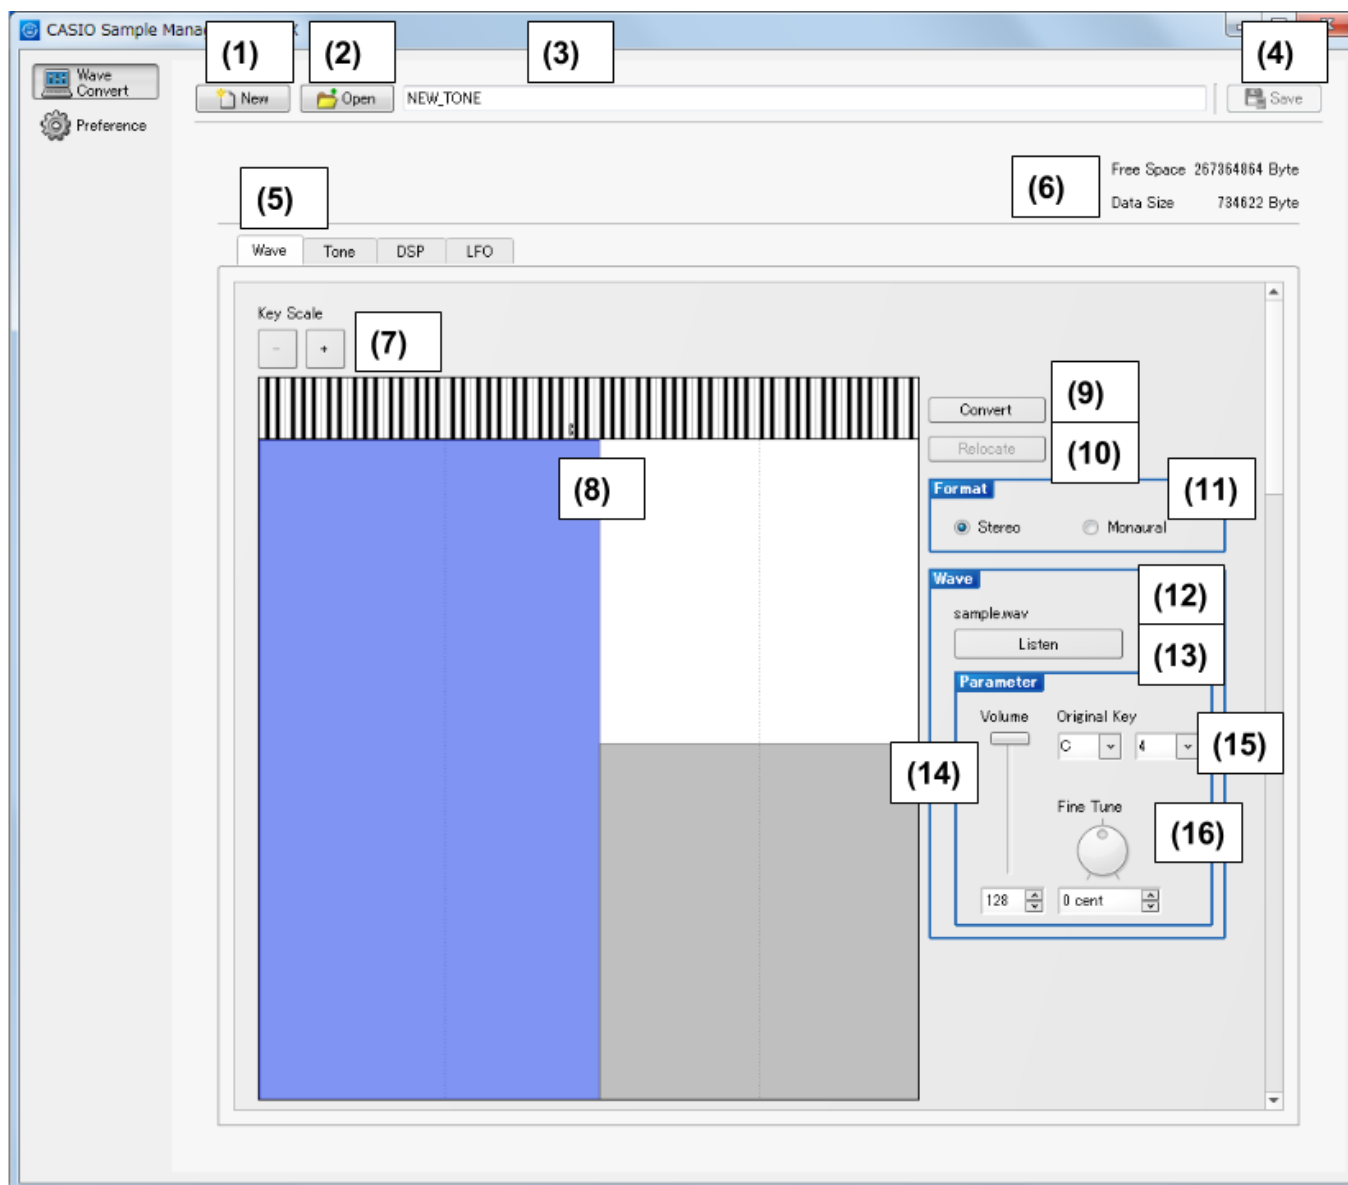 CASIO Sample Mana
(1)
(2)
(3)
(4)
Wave
Convert
New
Open
NEW_TONE
Save
Preference
(6)
Free Space 267364864 Byte
Data Size 734622 Byte
(5)
Wave
Tone
DSP
LFO
Key Scale
-
+
(7)
Convert
(9)
Relocate
(10)
(8)
Format
(11)
Stereo
Monaural
Wave
(12)
sample.wav
Listen
(13)
Parameter
Volume
Original Key
C
4
(15)
(14)
Fine Tune
(16)
128
0 cent